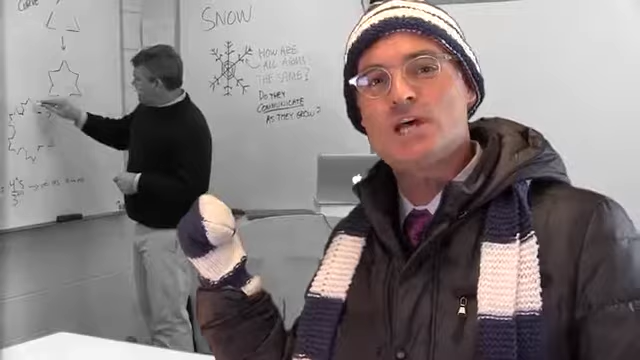 SNOW
HOW ARE
ALL ARMS
THE SAME?
DO THEY
COMMUNICATE
AS THEY GROW?